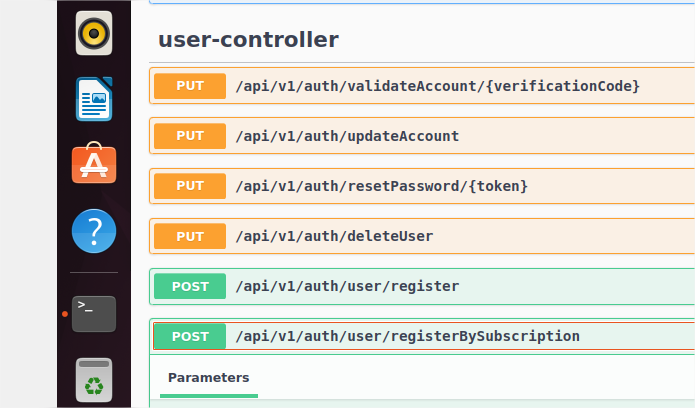 user-controller
PUT /api/v1/auth/validateAccount/{verificationCode}
PUT /api/v1/auth/updateAccount
PUT /api/v1/auth/resetPassword/{token}
PUT /api/v1/auth/deleteUser
POST /api/v1/auth/user/register
POST /api/v1/auth/user/registerBySubscription
Parameters